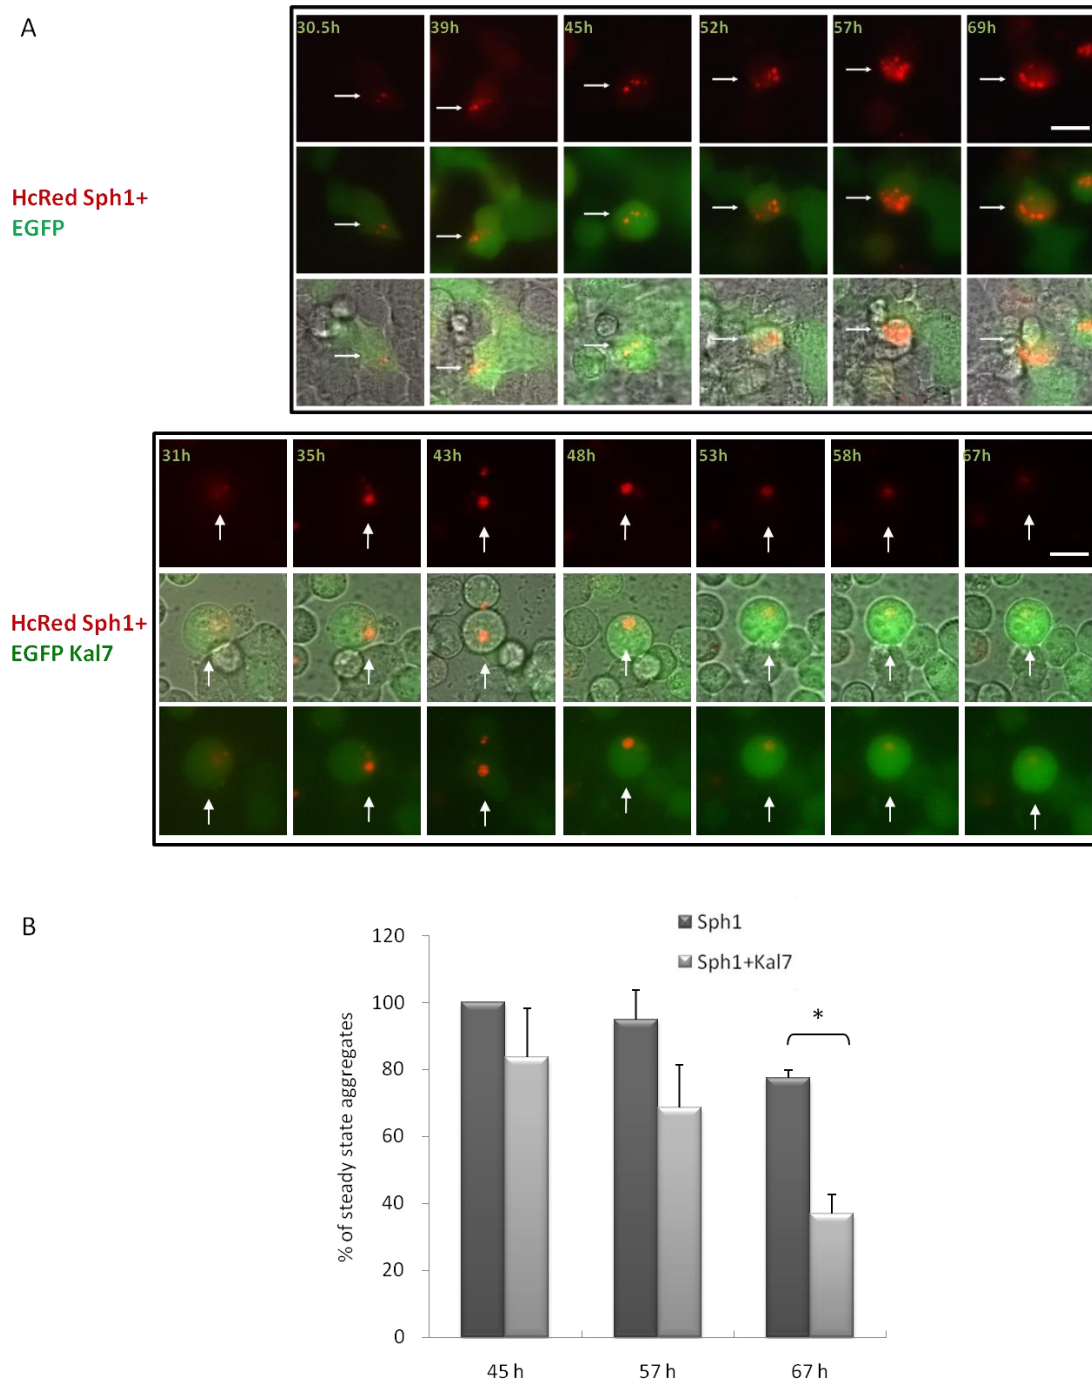 A
30.5h 39h 45h 52h 57h 69h
HcRed Sph1+
EGFP
31h 35h 43h 48h 53h 58h 67h
HcRed Sph1+
EGFP Kal7
B
Sph1
Sph1+Kal7
% of steady state aggregates
120
100
80
60
40
20
0
*
45 h 57 h 67 h